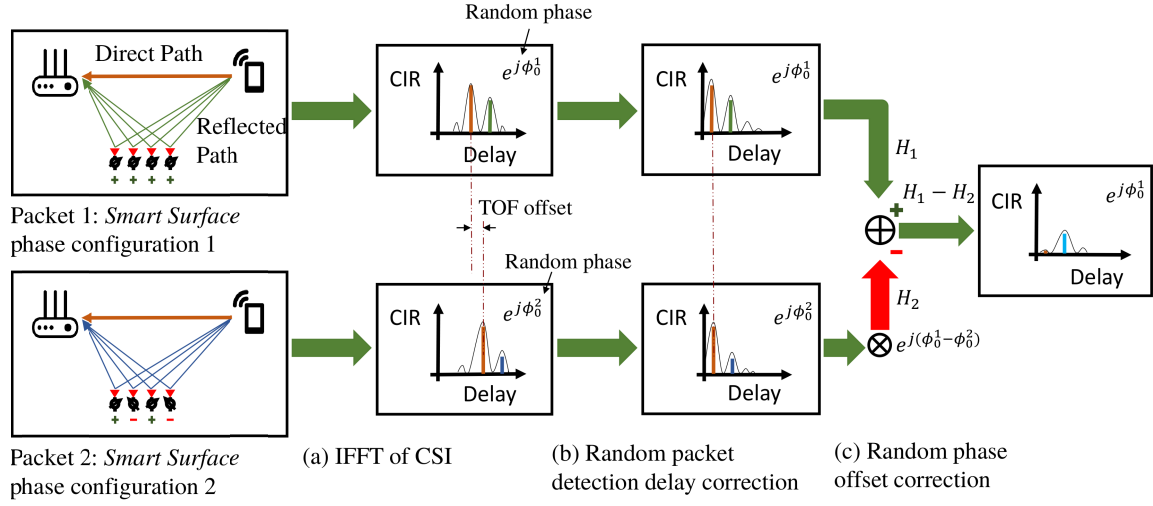 Random phase
Direct Path
Reflected
Path
+ + + +
Packet 1: Smart Surface
phase configuration 1
CIR
e^{jϕ_0^1}
Delay
CIR
e^{jϕ_0^1}
Delay
H_1
H_1 − H_2
+
−
CIR
e^{jϕ_0^1}
Delay
TOF offset
Random phase
+ − + −
Packet 2: Smart Surface
phase configuration 2
CIR
e^{jϕ_0^2}
Delay
CIR
e^{jϕ_0^2}
Delay
H_2
e^{j(ϕ_0^1−ϕ_0^2)}
(a) IFFT of CSI
(b) Random packet
detection delay correction
(c) Random phase
offset correction